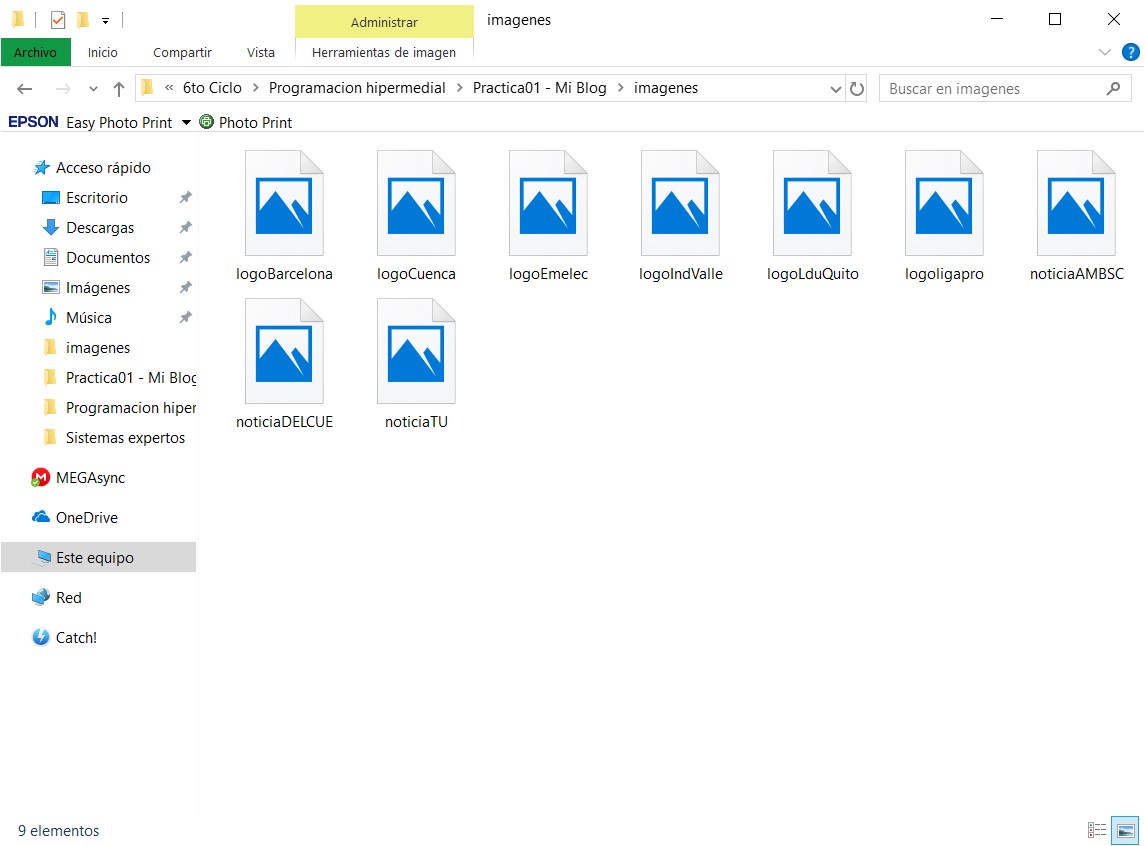 Administrar
imagenes
Archivo
Inicio
Compartir
Vista
Herramientas de imagen
« 6to Ciclo > Programacion hipermedial > Practica01 - Mi Blog > imagenes
Buscar en imagenes
EPSON Easy Photo Print
Photo Print
Acceso rápido
Escritorio
Descargas
Documentos
Imágenes
Música
imagenes
Practica01 - Mi Blog
Programacion hiper
Sistemas expertos
MEGAsync
OneDrive
Este equipo
Red
Catch!
logoBarcelona
logoCuenca
logoEmelec
logoIndValle
logoLduQuito
logoligapro
noticiaAMBSC
noticiaDELCUE
noticiaTU
9 elementos